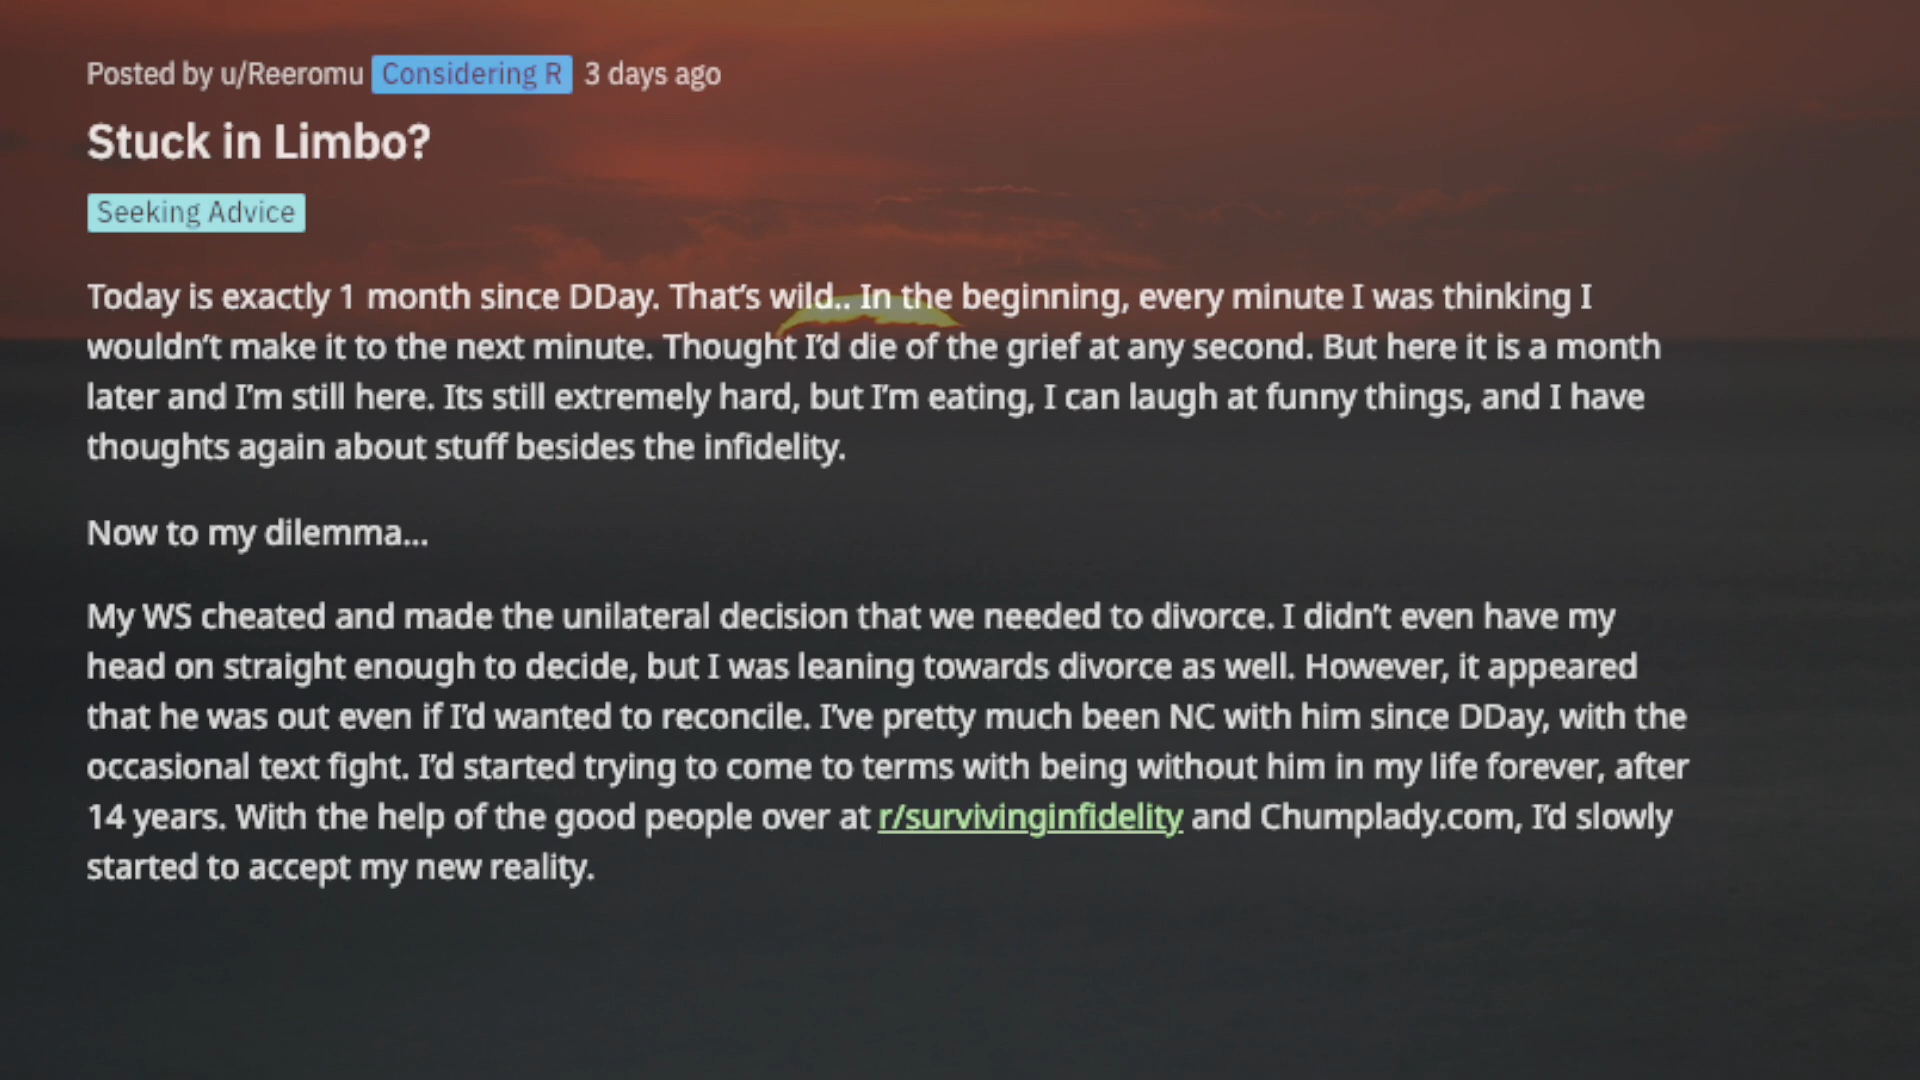 Posted by u/Reeromu Considering R 3 days ago
Stuck in Limbo?
Seeking Advice
Today is exactly 1 month since DDay. That's wild.. In the beginning, every minute I was thinking I
wouldn't make it to the next minute. Thought I'd die of the grief at any second. But here it is a month
later and I'm still here. Its still extremely hard, but I'm eating, I can laugh at funny things, and I have
thoughts again about stuff besides the infidelity.
Now to my dilemma...
My WS cheated and made the unilateral decision that we needed to divorce. I didn't even have my
head on straight enough to decide, but I was leaning towards divorce as well. However, it appeared
that he was out even if I'd wanted to reconcile. I've pretty much been NC with him since DDay, with the
occasional text fight. I'd started trying to come to terms with being without him in my life forever, after
14 years. With the help of the good people over at r/survivinginfidelity and Chumplady.com, I'd slowly
started to accept my new reality.